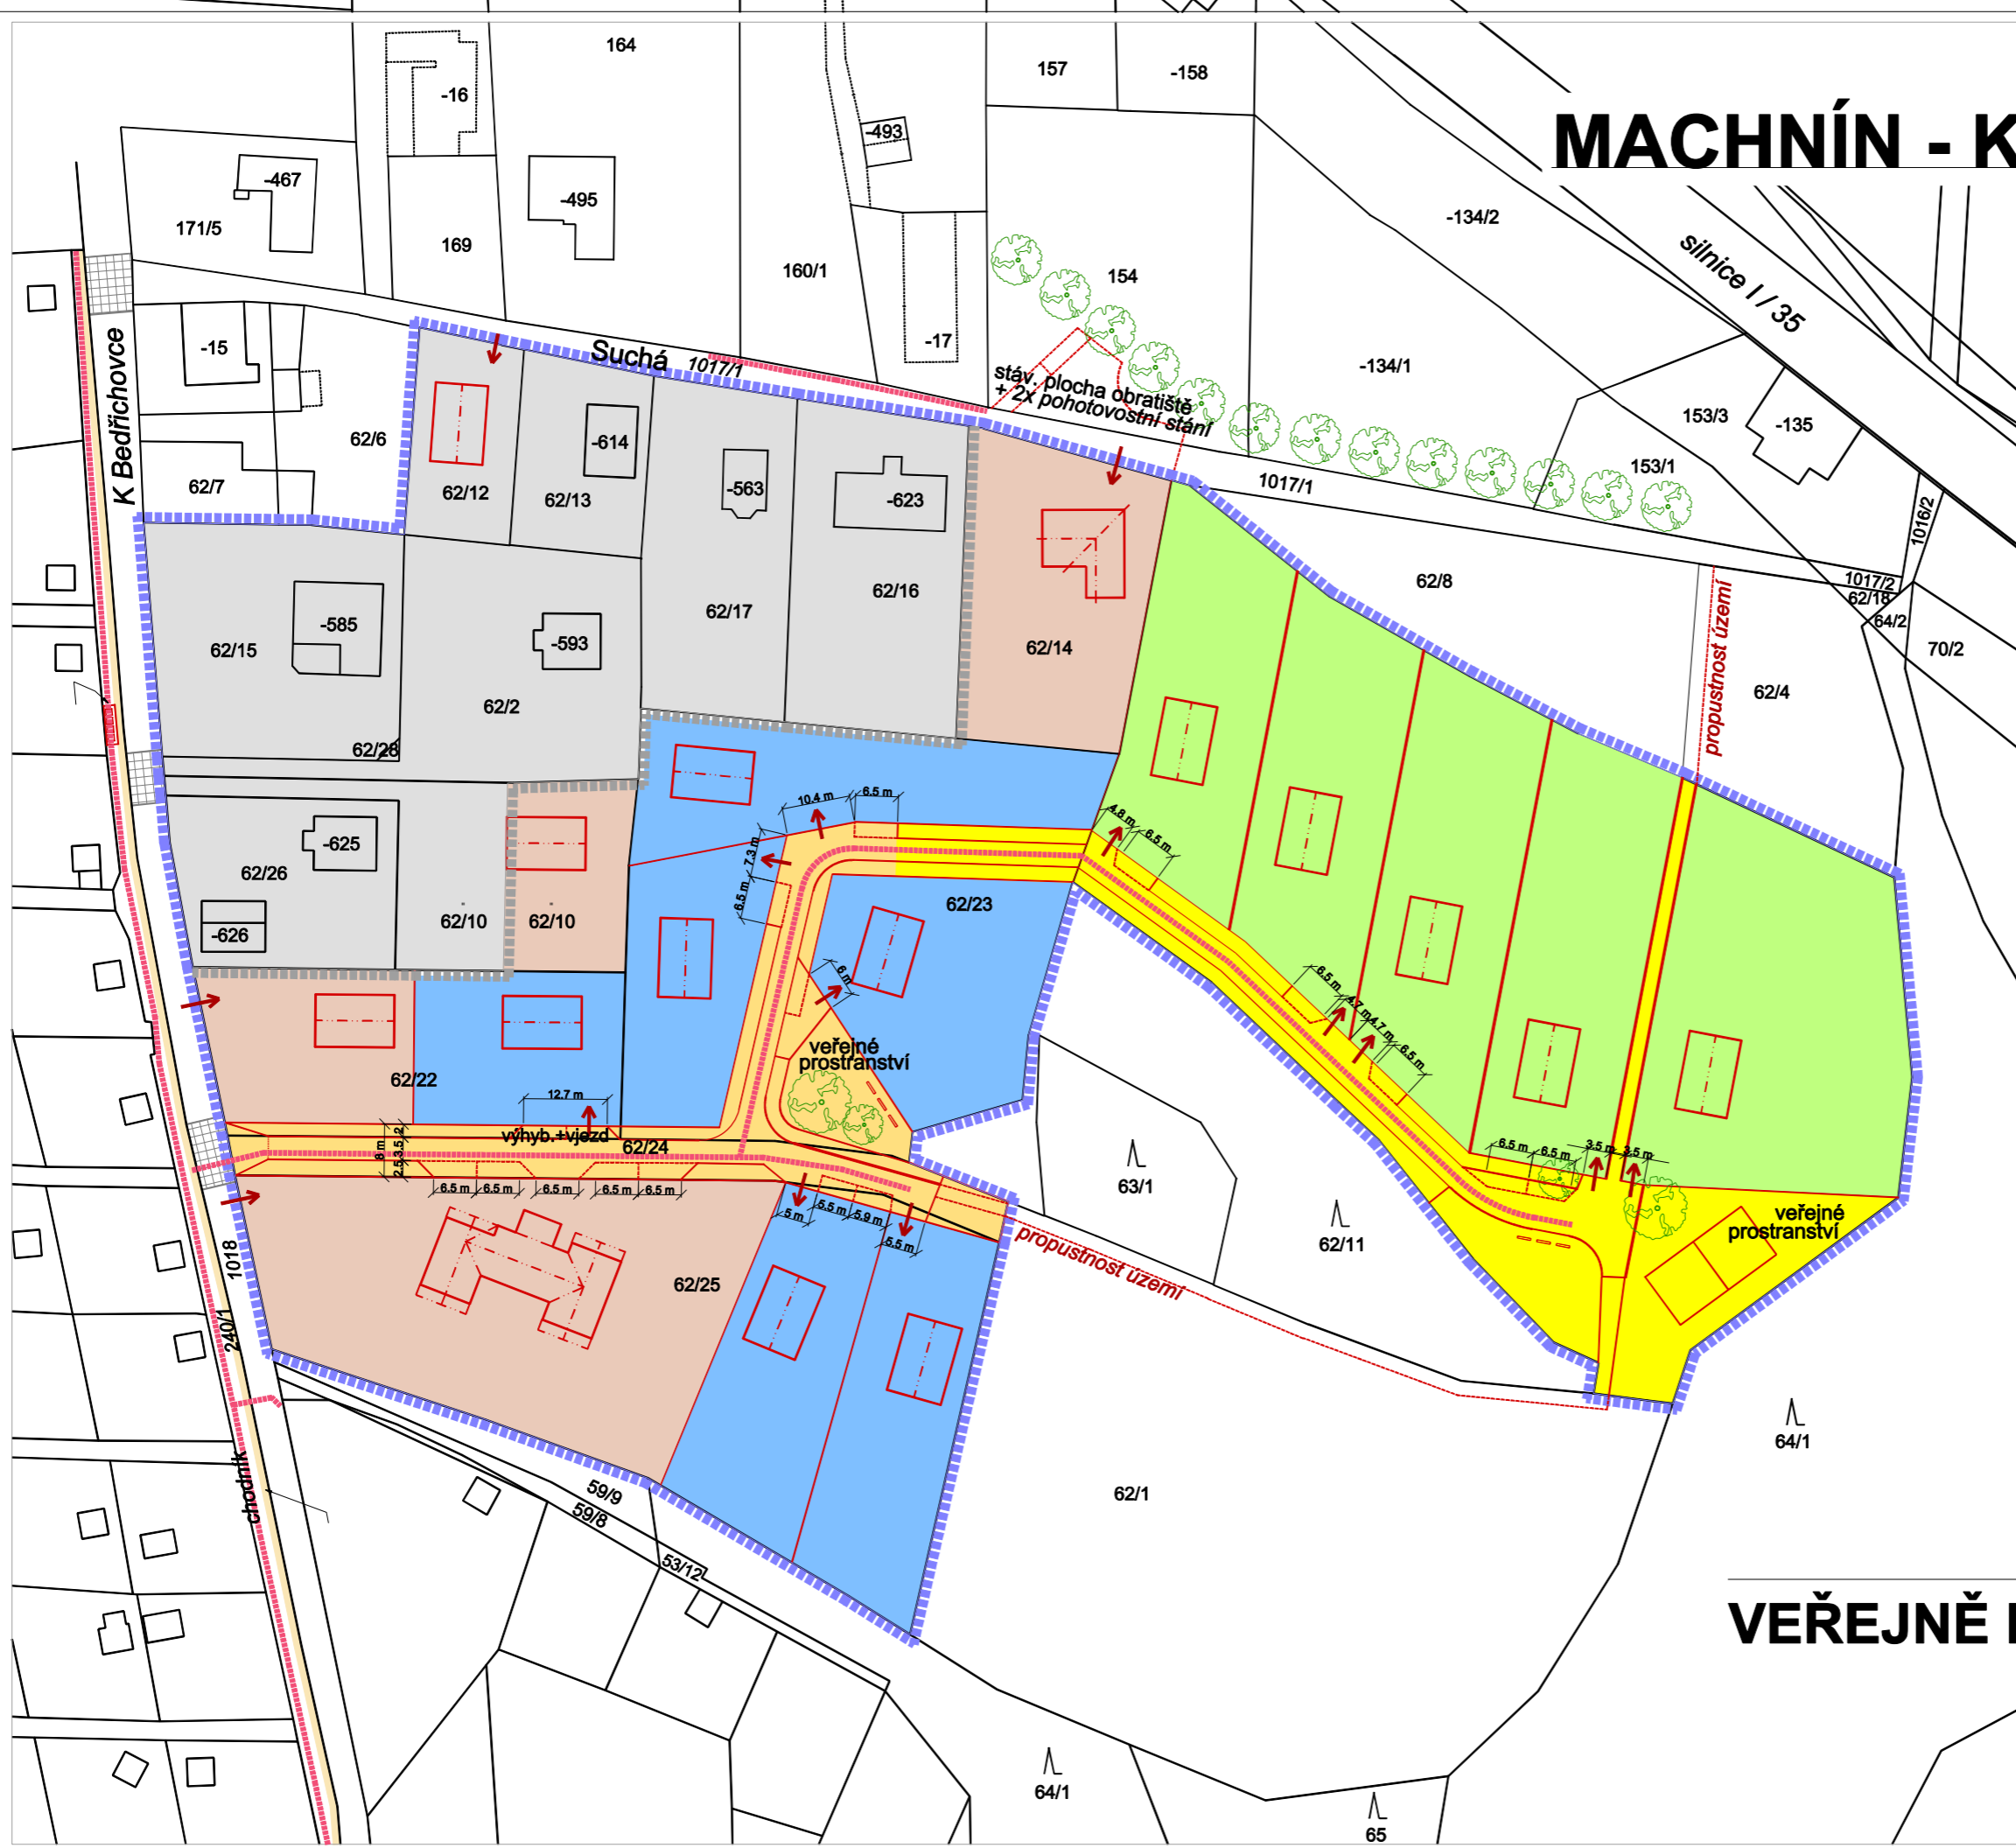 164
157
-158
-16
-493
MACHNÍN - K
-467
-495
171/5
169
160/1
154
-134/2
silnice I / 35
-15
K Bedřichovce
Suchá
1017/1
-17
stáv. plocha obratiště
+ 2x pohotovostní stání
-134/1
153/3
-135
153/1
62/6
62/7
62/12
-614
62/13
-563
-623
1017/1
1016/2
62/8
1017/2
62/18
64/2
70/2
62/15
-585
-593
62/2
62/17
62/16
62/14
propustnost území
62/4
62/28
62/26
-625
-626
62/10
62/10
10.4 m
6.5 m
7.3 m
6.5 m
4.8 m
6.5 m
62/23
6 m
veřejné
prostranství
6.5 m
4.7 m
4.7 m
6.5 m
62/22
12.7 m
výhyb.+vjezd
62/24
8 m
2.5
3.5
2
6.5 m
6.5 m
6.5 m
6.5 m
6.5 m
5 m
5.5 m
5.9 m
5.5 m
6.5 m
6.5 m
3.5 m
3.5 m
63/1
62/11
veřejné
prostranství
propustnost území
1018
240/1
62/25
chodník
59/9
59/8
53/12
62/1
64/1
VEŘEJNĚ
64/1
65